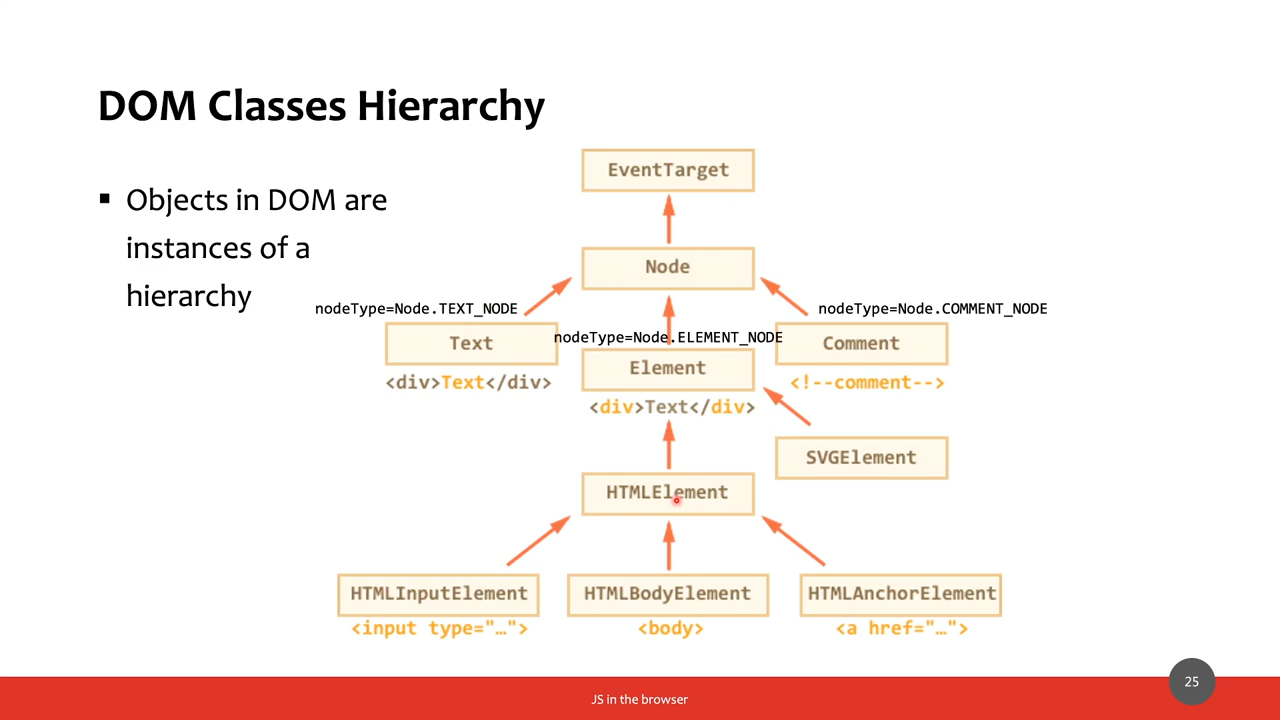 DOM Classes Hierarchy
▪ Objects in DOM are
instances of a
hierarchy
EventTarget
Node
nodeType=Node.TEXT_NODE
nodeType=Node.COMMENT_NODE
nodeType=Node.ELEMENT_NODE
Text
Element
Comment
<div>Text</div>
<div>Text</div>
<!--comment-->
SVGElement
HTMLElement
HTMLInputElement
HTMLBodyElement
HTMLAnchorElement
<input type="…">
<body>
<a href="…">
JS in the browser
25